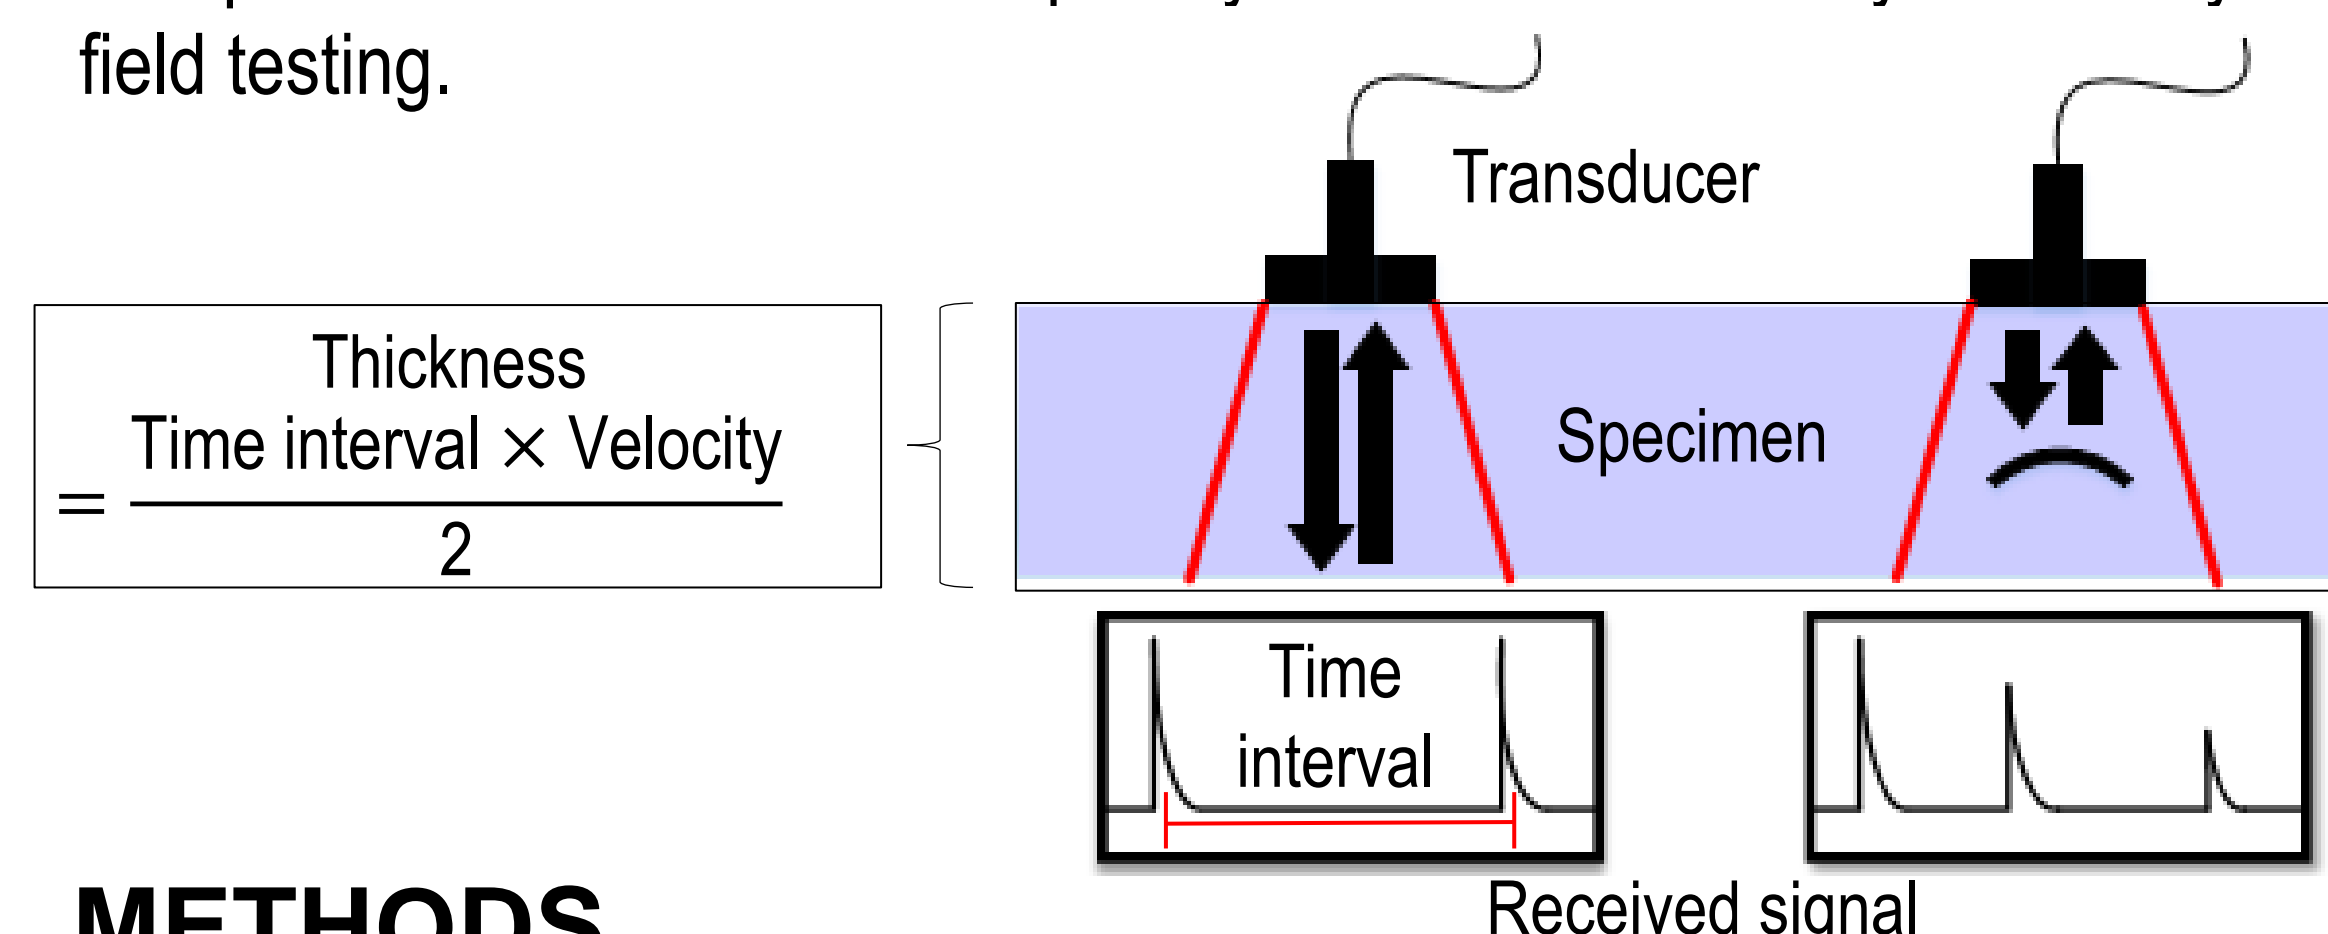 field testing.
Transducer
Thickness
Time interval × Velocity
=
2
Specimen
Time
interval
Received signal
METHODS